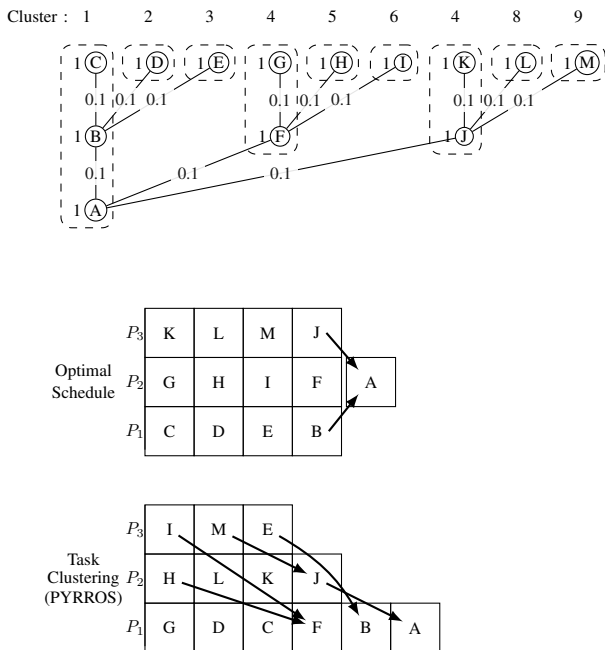 Cluster : 1 2 3 4 5 6 4 8 9
1 C 1 D 1 E 1 G 1 H 1 I 1 K 1 L 1 M
0.1 0.1 0.1 0.1 0.1 0.1 0.1 0.1 0.1
1 B 1 F 1 J
0.1 0.1 0.1
1 A
P3 K L M J
Optimal
Schedule
P2 G H I F A
P1 C D E B
P3 I M E
Task
Clustering
(PYRROS)
P2 H L K J
P1 G D C F B A